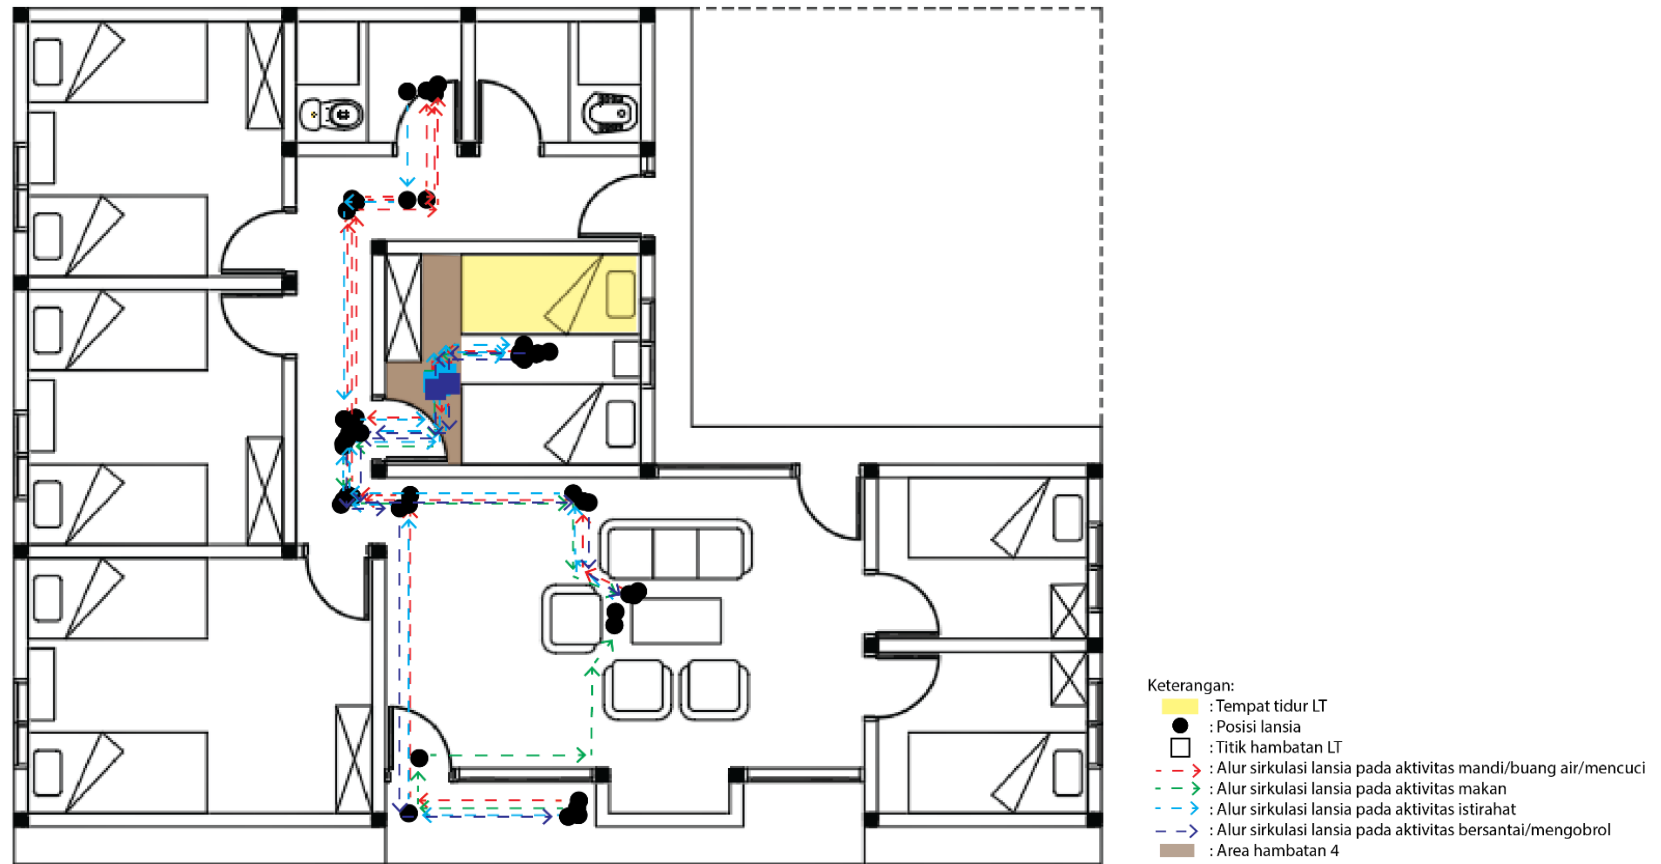 Keterangan:
: Tempat tidur LT
: Posisi lansia
: Titik hambatan LT
: Alur sirkulasi lansia pada aktivitas mandi/buang air/mencuci
: Alur sirkulasi lansia pada aktivitas makan
: Alur sirkulasi lansia pada aktivitas istirahat
: Alur sirkulasi lansia pada aktivitas bersantai/mengobrol
: Area hambatan 4